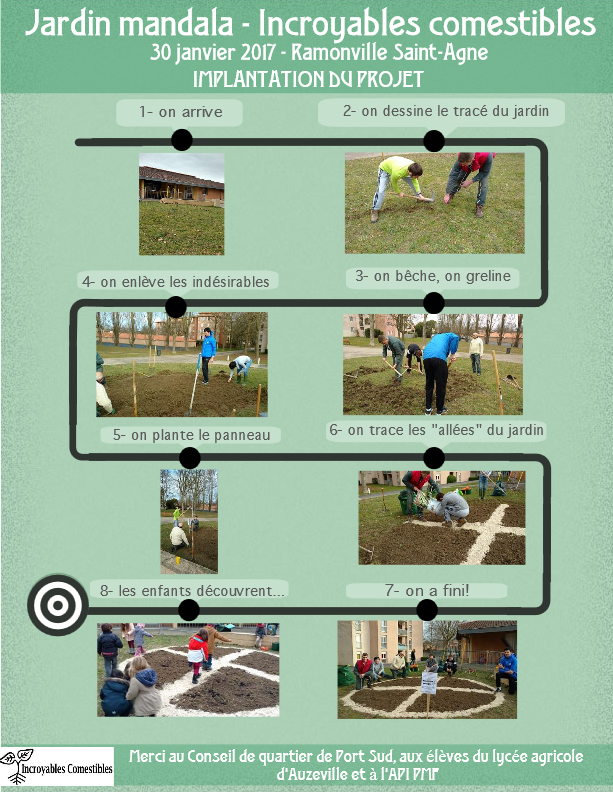 Jardin mandala - Incroyables comestibles
30 janvier 2017 - Ramonville Saint-Agne
IMPLANTATION DU PROJET
1- on arrive
2- on dessine le tracé du jardin
3- on bêche, on greline
4- on enlève les indésirables
5- on plante le panneau
6- on trace les "allées" du jardin
7- on a fini!
8- les enfants découvrent...
Incroyables Comestibles
Merci au Conseil de quartier de Port Sud, aux élèves du lycée agricole
d'Auzeville et à l'API PMF